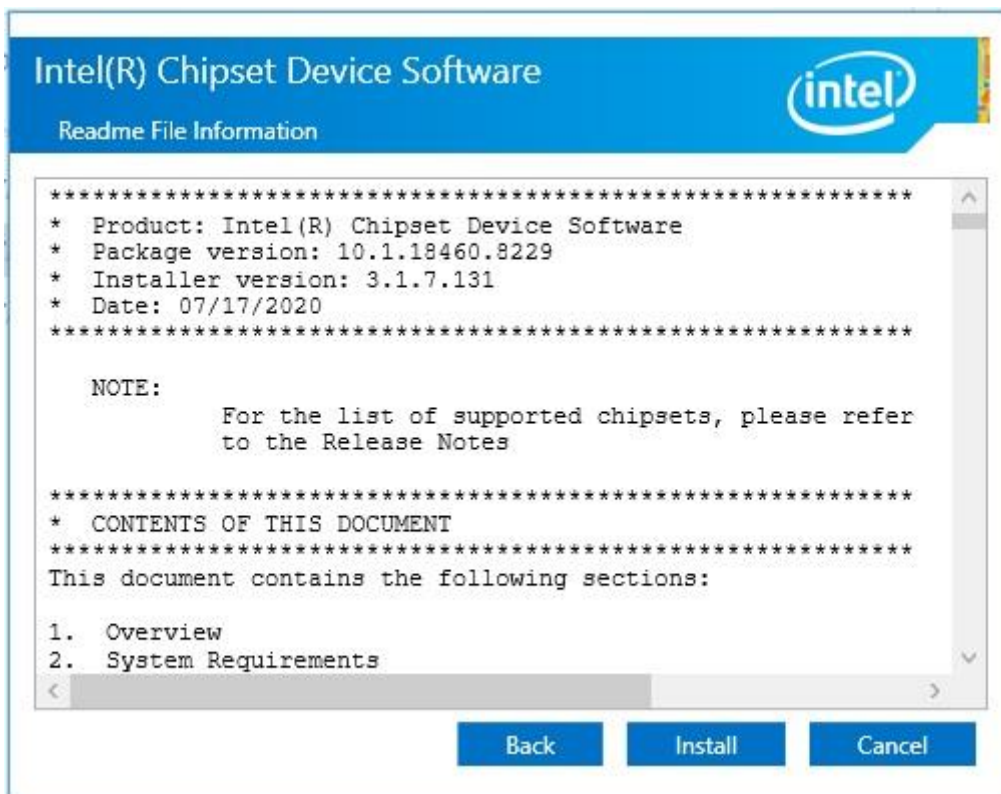 Intel(R) Chipset Device Software
intel
Readme File Information
*************************************************************
*  Product: Intel(R) Chipset Device Software
*  Package version: 10.1.18460.8229
*  Installer version: 3.1.7.131
*  Date: 07/17/2020
*************************************************************
NOTE:
For the list of supported chipsets, please refer
to the Release Notes
*************************************************************
*  CONTENTS OF THIS DOCUMENT
*************************************************************
This document contains the following sections:
1.  Overview
2.  System Requirements
Back
Install
Cancel